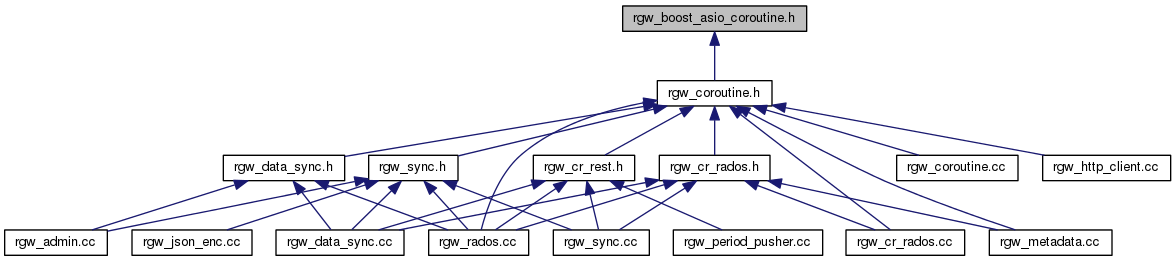 rgw_boost_asio_coroutine.h
rgw_coroutine.h
rgw_data_sync.h
rgw_sync.h
rgw_cr_rest.h
rgw_cr_rados.h
rgw_coroutine.cc
rgw_http_client.cc
rgw_admin.cc
rgw_json_enc.cc
rgw_data_sync.cc
rgw_rados.cc
rgw_sync.cc
rgw_period_pusher.cc
rgw_cr_rados.cc
rgw_metadata.cc